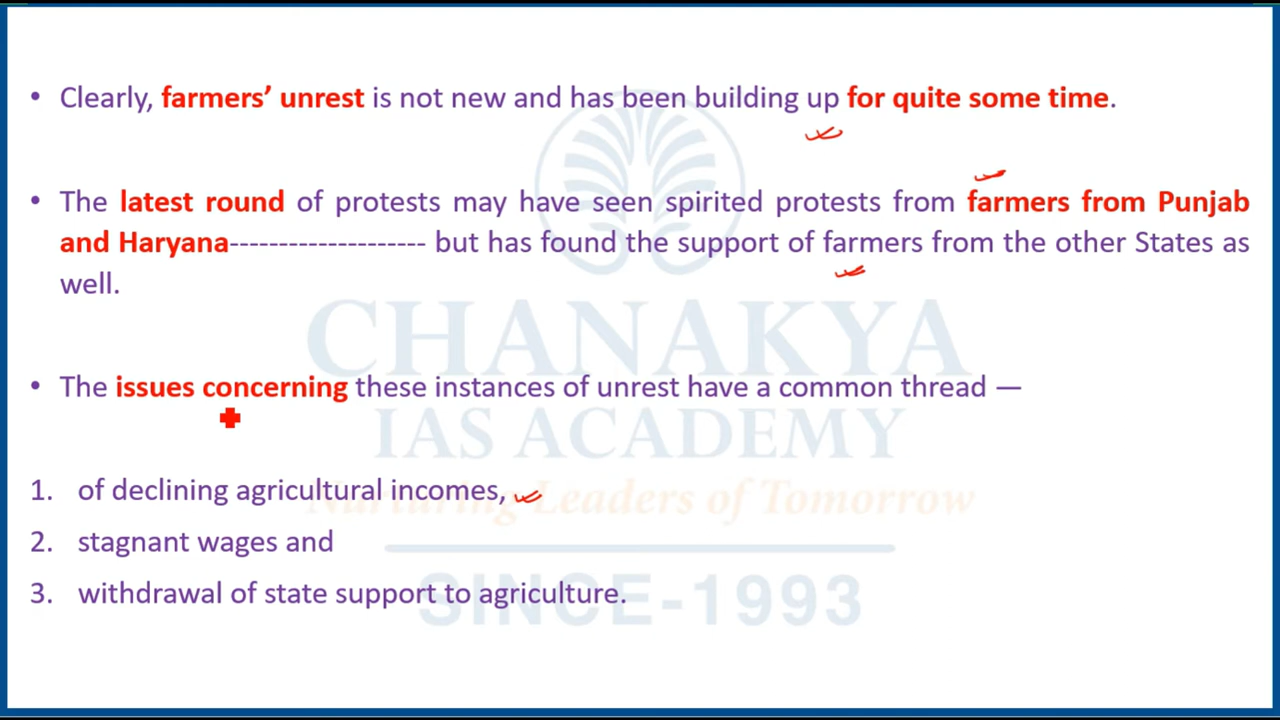 • Clearly, farmers’ unrest is not new and has been building up for quite some time.
• The latest round of protests may have seen spirited protests from farmers from Punjab
and Haryana-------------------- but has found the support of farmers from the other States as
well.
• The issues concerning these instances of unrest have a common thread —
1. of declining agricultural incomes,
2. stagnant wages and
3. withdrawal of state support to agriculture.
CHANAKYA
IAS ACADEMY
Nurturing Leaders of Tomorrow
SINCE-1993